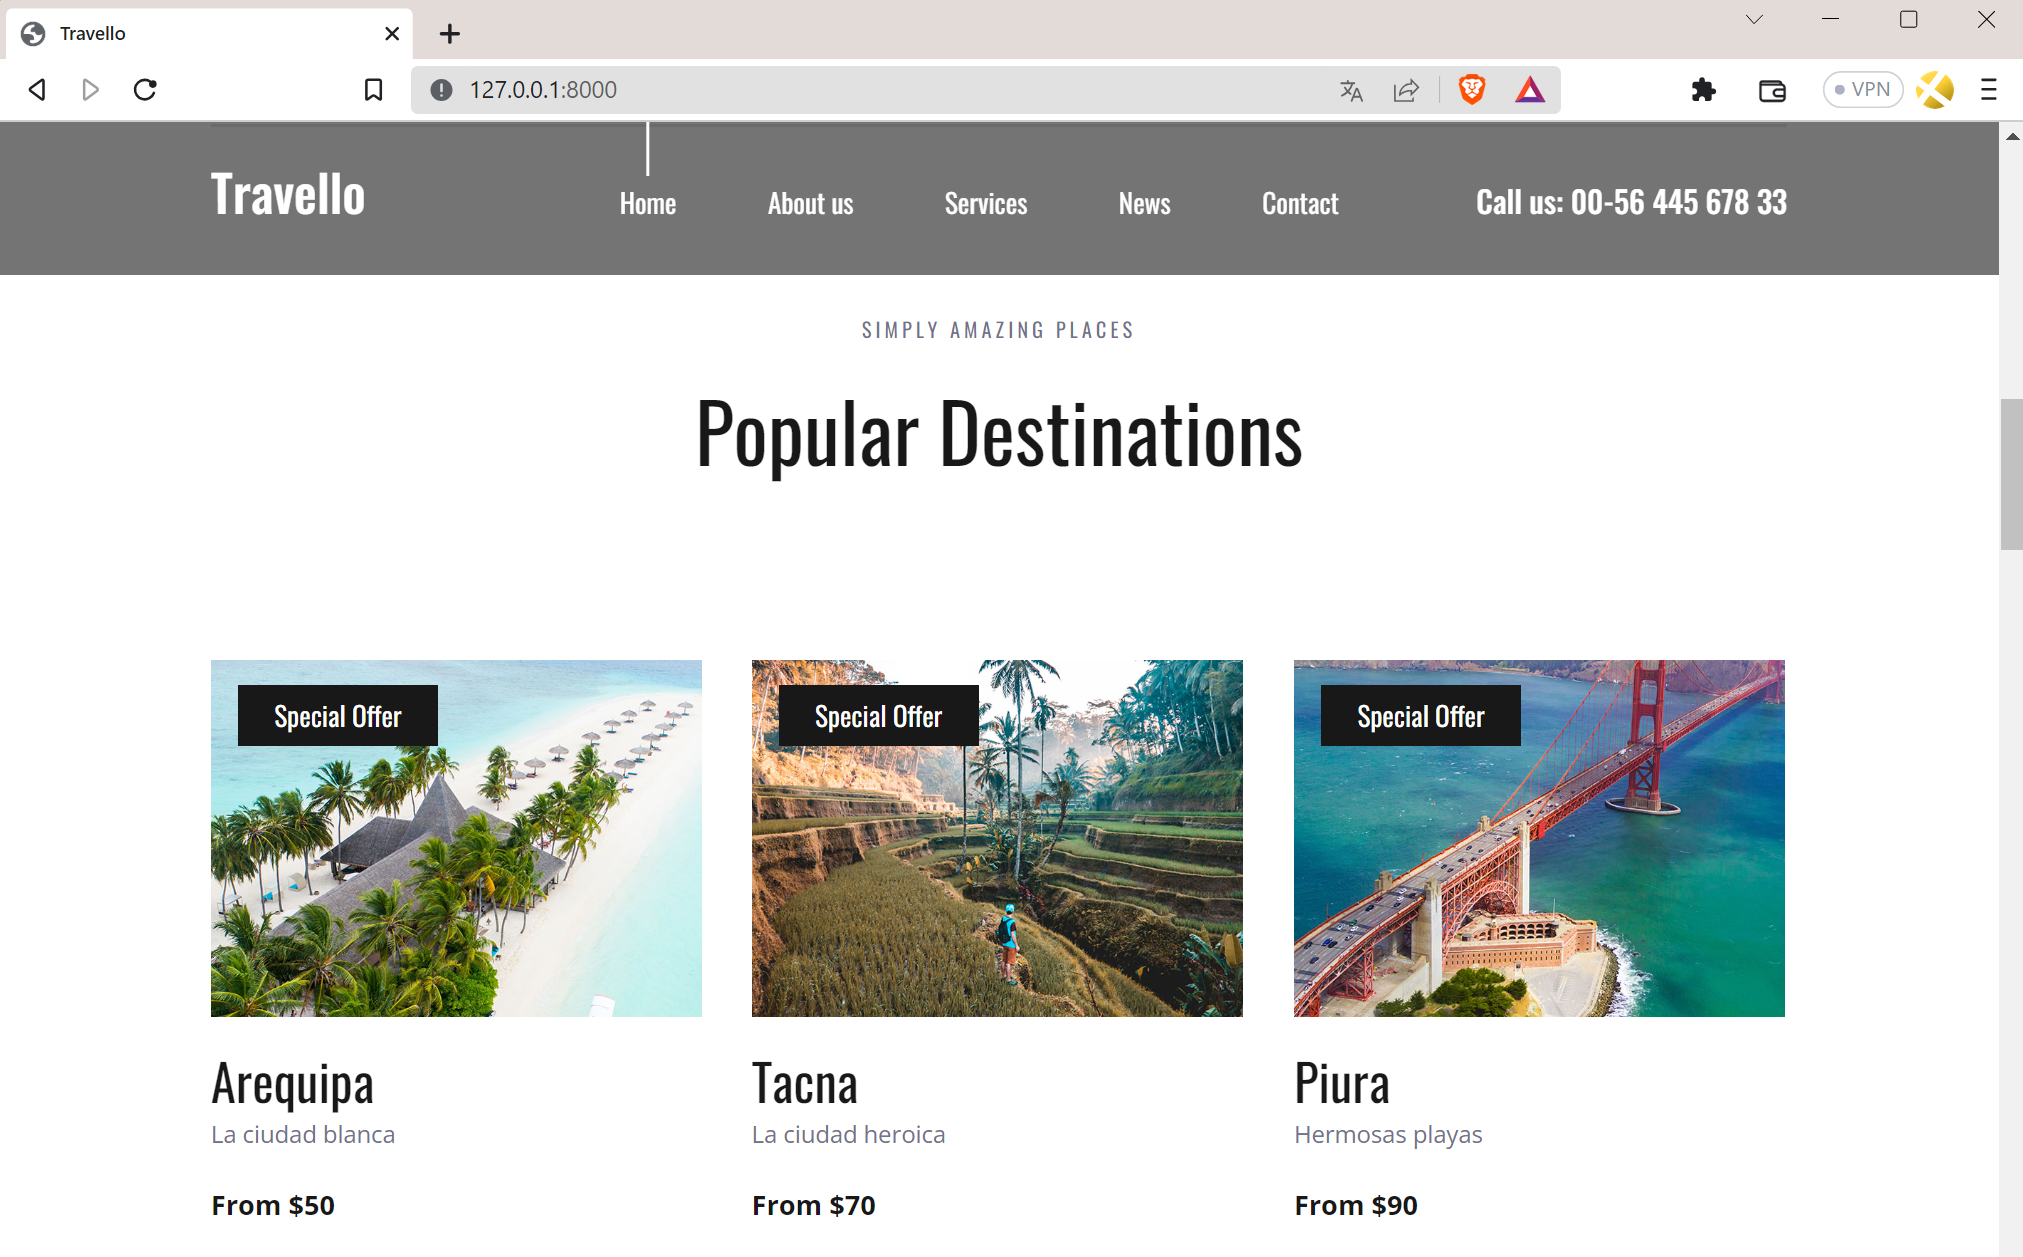 Travello
127.0.0.1:8000
VPN
Travello
Home About us Services News Contact
Call us: 00-56 445 678 33
SIMPLY AMAZING PLACES
Popular Destinations
Special Offer
Special Offer
Special Offer
Arequipa
La ciudad blanca
From $50
Tacna
La ciudad heroica
From $70
Piura
Hermosas playas
From $90